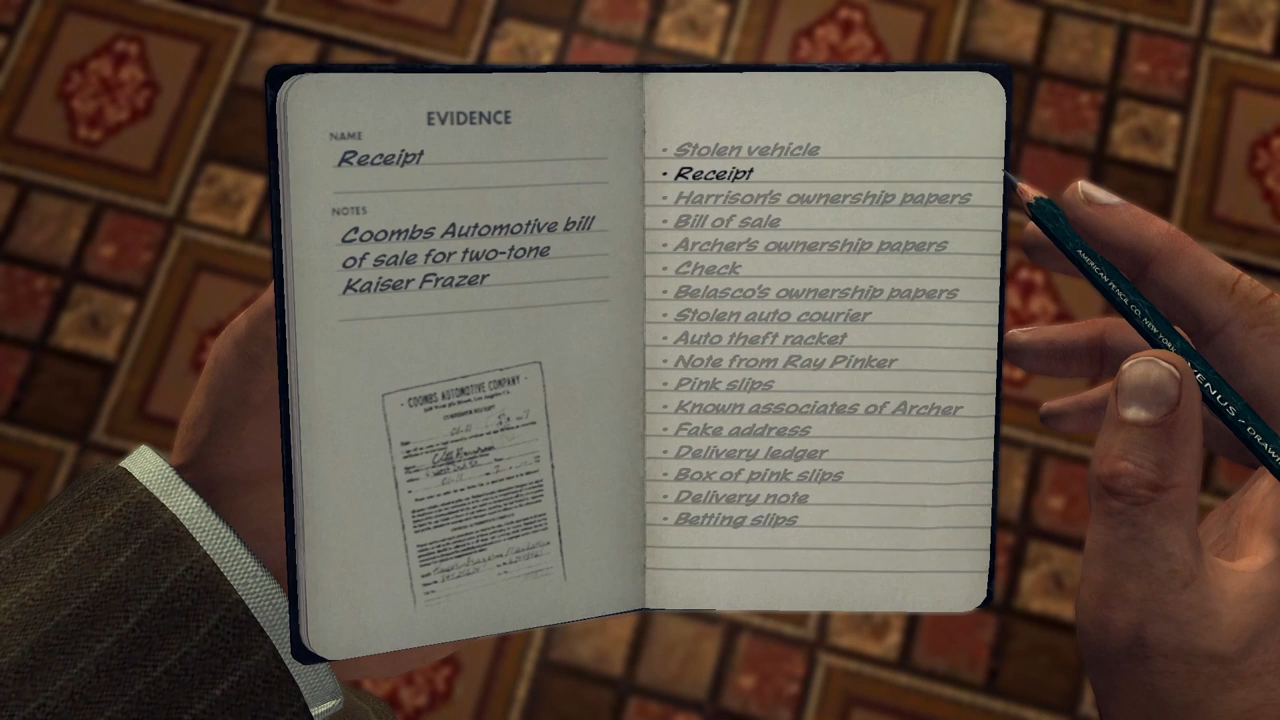 EVIDENCE
NAME
Receipt
NOTES
Coombs Automotive bill
of sale for two-tone
Kaiser Frazer
· COOMBS AUTOMOTIVE COMPANY ·
· Stolen vehicle
· Receipt
· Harrison's ownership papers
· Bill of sale
· Archer's ownership papers
· Check
· Belasco's ownership papers
· Stolen auto courier
· Auto theft racket
· Note from Ray Pinker
· Pink slips
· Known associates of Archer
· Fake address
· Delivery ledger
· Box of pink slips
· Delivery note
· Betting slips
AMERICAN PENCIL CO. NEW YORK
VENUS - DRAWI